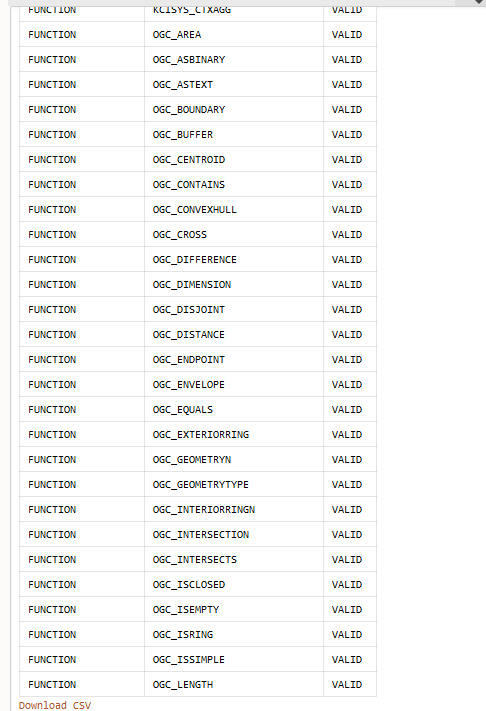 FUNCTION KCISYS_CTXAGG VALID
FUNCTION OGC_AREA VALID
FUNCTION OGC_ASBINARY VALID
FUNCTION OGC_ASTEXT VALID
FUNCTION OGC_BOUNDARY VALID
FUNCTION OGC_BUFFER VALID
FUNCTION OGC_CENTROID VALID
FUNCTION OGC_CONTAINS VALID
FUNCTION OGC_CONVEXHULL VALID
FUNCTION OGC_CROSS VALID
FUNCTION OGC_DIFFERENCE VALID
FUNCTION OGC_DIMENSION VALID
FUNCTION OGC_DISJOINT VALID
FUNCTION OGC_DISTANCE VALID
FUNCTION OGC_ENDPOINT VALID
FUNCTION OGC_ENVELOPE VALID
FUNCTION OGC_EQUALS VALID
FUNCTION OGC_EXTERIORRING VALID
FUNCTION OGC_GEOMETRYN VALID
FUNCTION OGC_GEOMETRYTYPE VALID
FUNCTION OGC_INTERIORRINGN VALID
FUNCTION OGC_INTERSECTION VALID
FUNCTION OGC_INTERSECTS VALID
FUNCTION OGC_ISCLOSED VALID
FUNCTION OGC_ISEMPTY VALID
FUNCTION OGC_ISRING VALID
FUNCTION OGC_ISSIMPLE VALID
FUNCTION OGC_LENGTH VALID
Download CSV